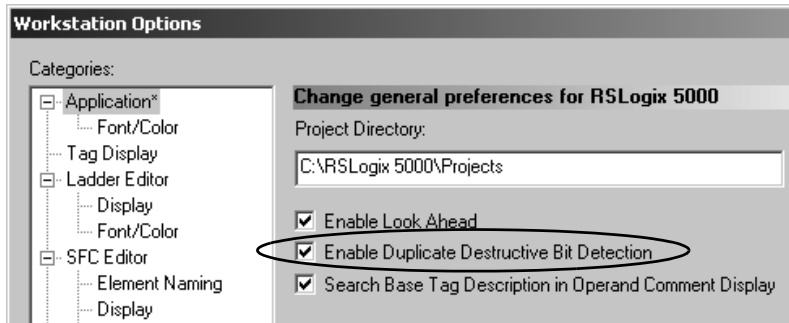 Workstation Options
Categories:
Application*
Font/Color
Tag Display
Ladder Editor
Display
Font/Color
SFC Editor
Element Naming
Display
Change general preferences for RSLogix 5000
Project Directory:
C:\RSLogix 5000\Projects
Enable Look Ahead
Enable Duplicate Destructive Bit Detection
Search Base Tag Description in Operand Comment Display